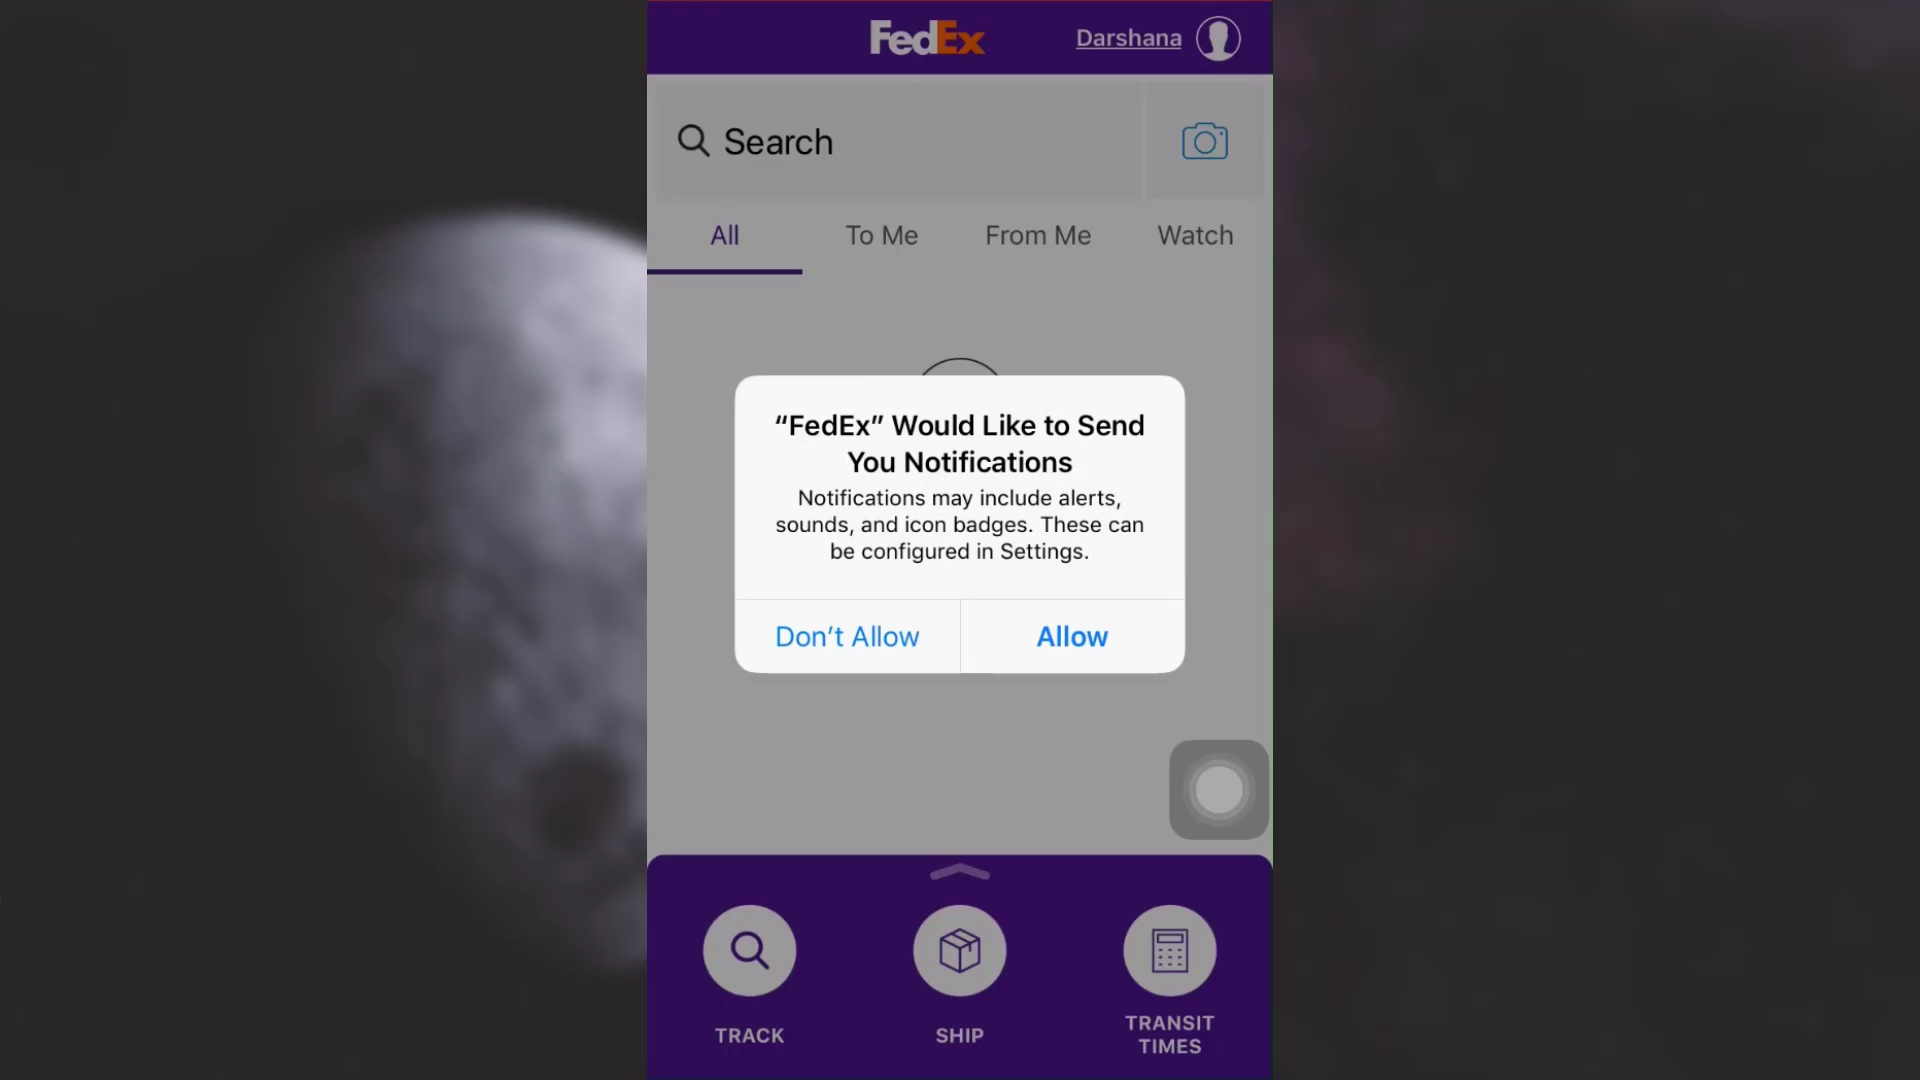 FedEx
Darshana
Search
All
To Me
From Me
Watch
“FedEx” Would Like to Send
You Notifications
Notifications may include alerts,
sounds, and icon badges. These can
be configured in Settings.
Don’t Allow
Allow
TRACK
SHIP
TRANSIT
TIMES